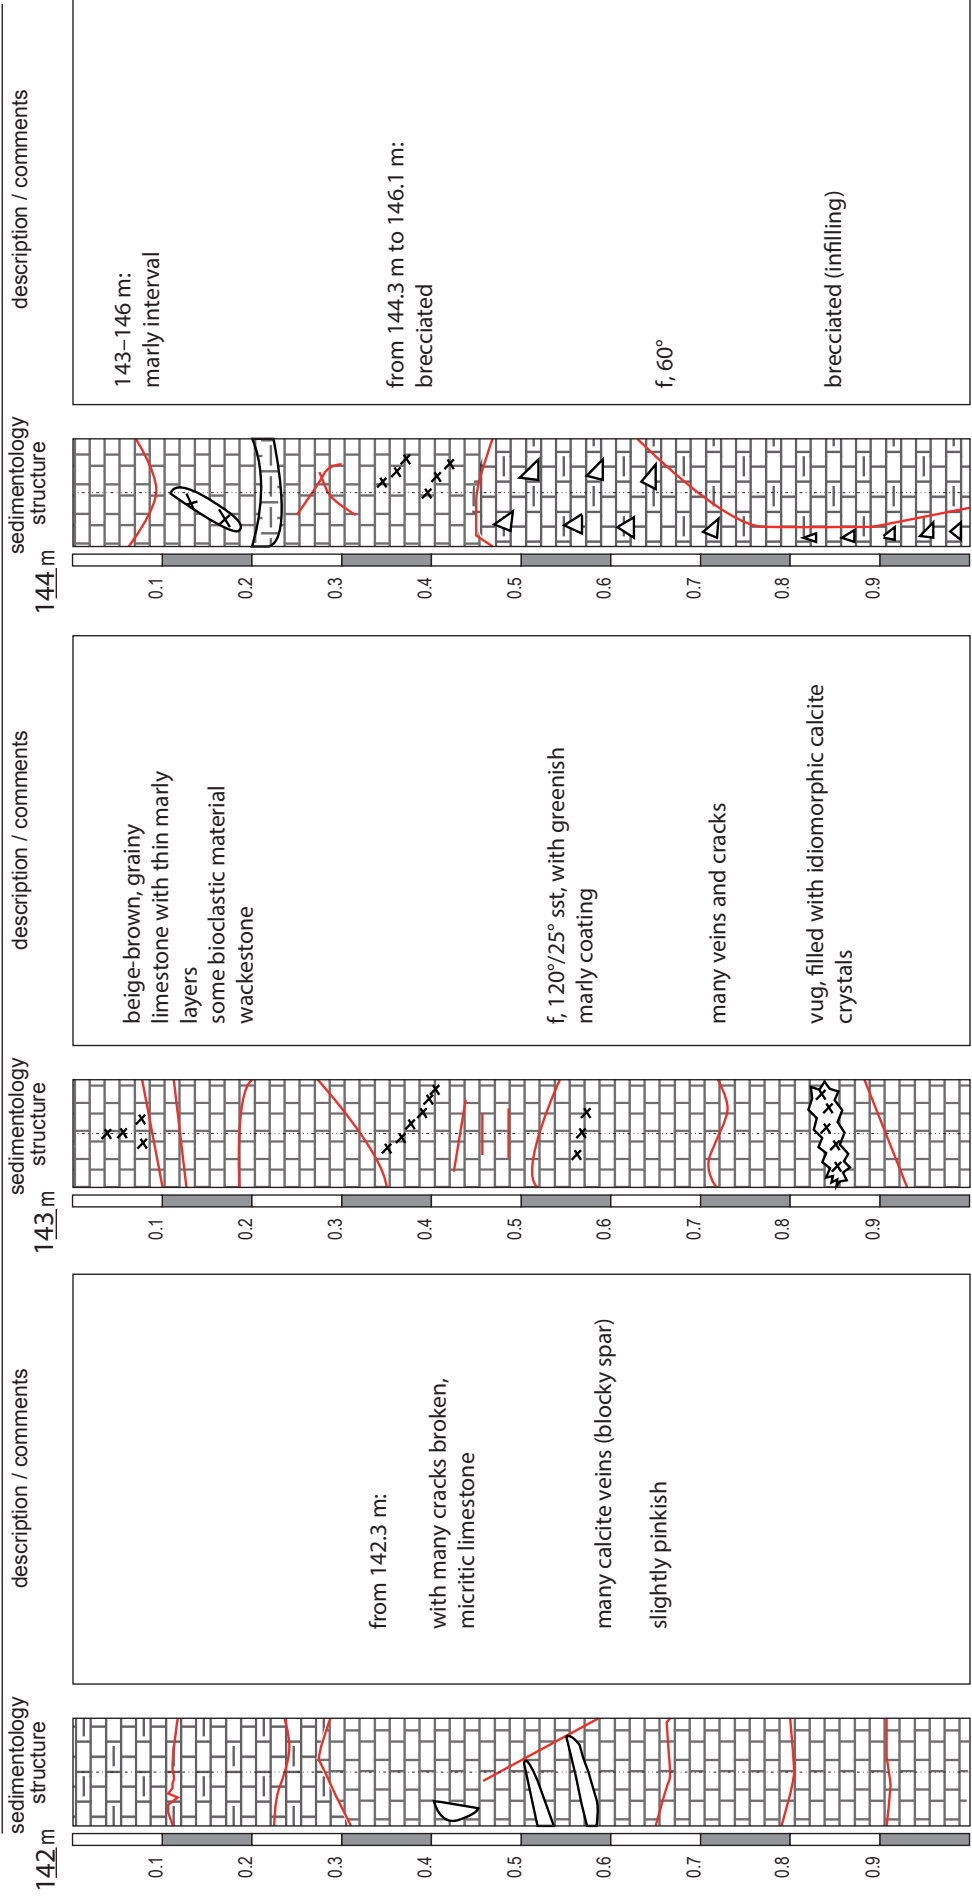 142 m
sedimentology
structure
description / comments
0.1
0.2
0.3
0.4
0.5
0.6
0.7
0.8
0.9
from 142.3 m:
with many cracks broken,
micritic limestone
many calcite veins (blocky spar)
slightly pinkish
143 m
sedimentology
structure
description / comments
0.1
0.2
0.3
0.4
0.5
0.6
0.7
0.8
0.9
beige-brown, grainy
limestone with thin marly
layers
some bioclastic material
wackestone
f, 120°/25° sst, with greenish
marly coating
many veins and cracks
vug, filled with idiomorphic calcite
crystals
144 m
sedimentology
structure
description / comments
0.1
0.2
0.3
0.4
0.5
0.6
0.7
0.8
0.9
143–146 m:
marly interval
from 144.3 m to 146.1 m:
brecciated
f, 60°
brecciated (infilling)